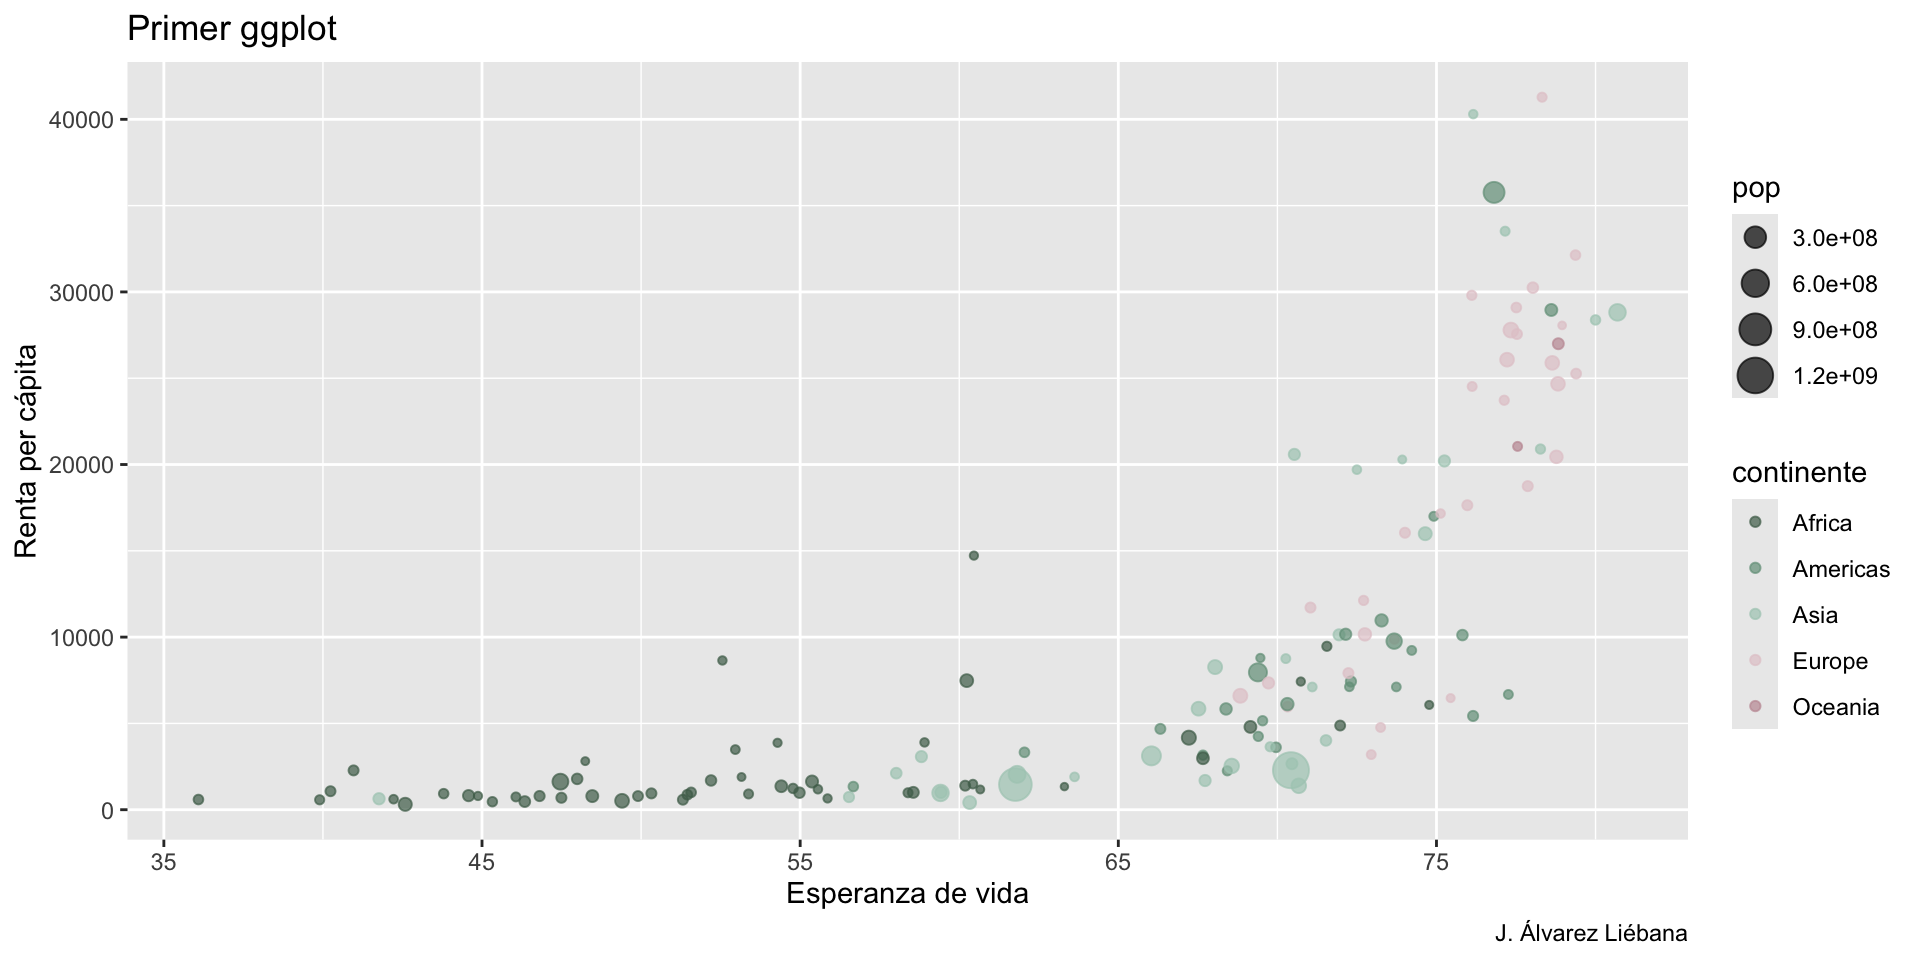 Primer ggplot
40000
30000
20000
10000
0
Renta per cápita
35 45 55 65 75
Esperanza de vida
J. Álvarez Liébana
pop
3.0e+08
6.0e+08
9.0e+08
1.2e+09
continente
Africa
Americas
Asia
Europe
Oceania